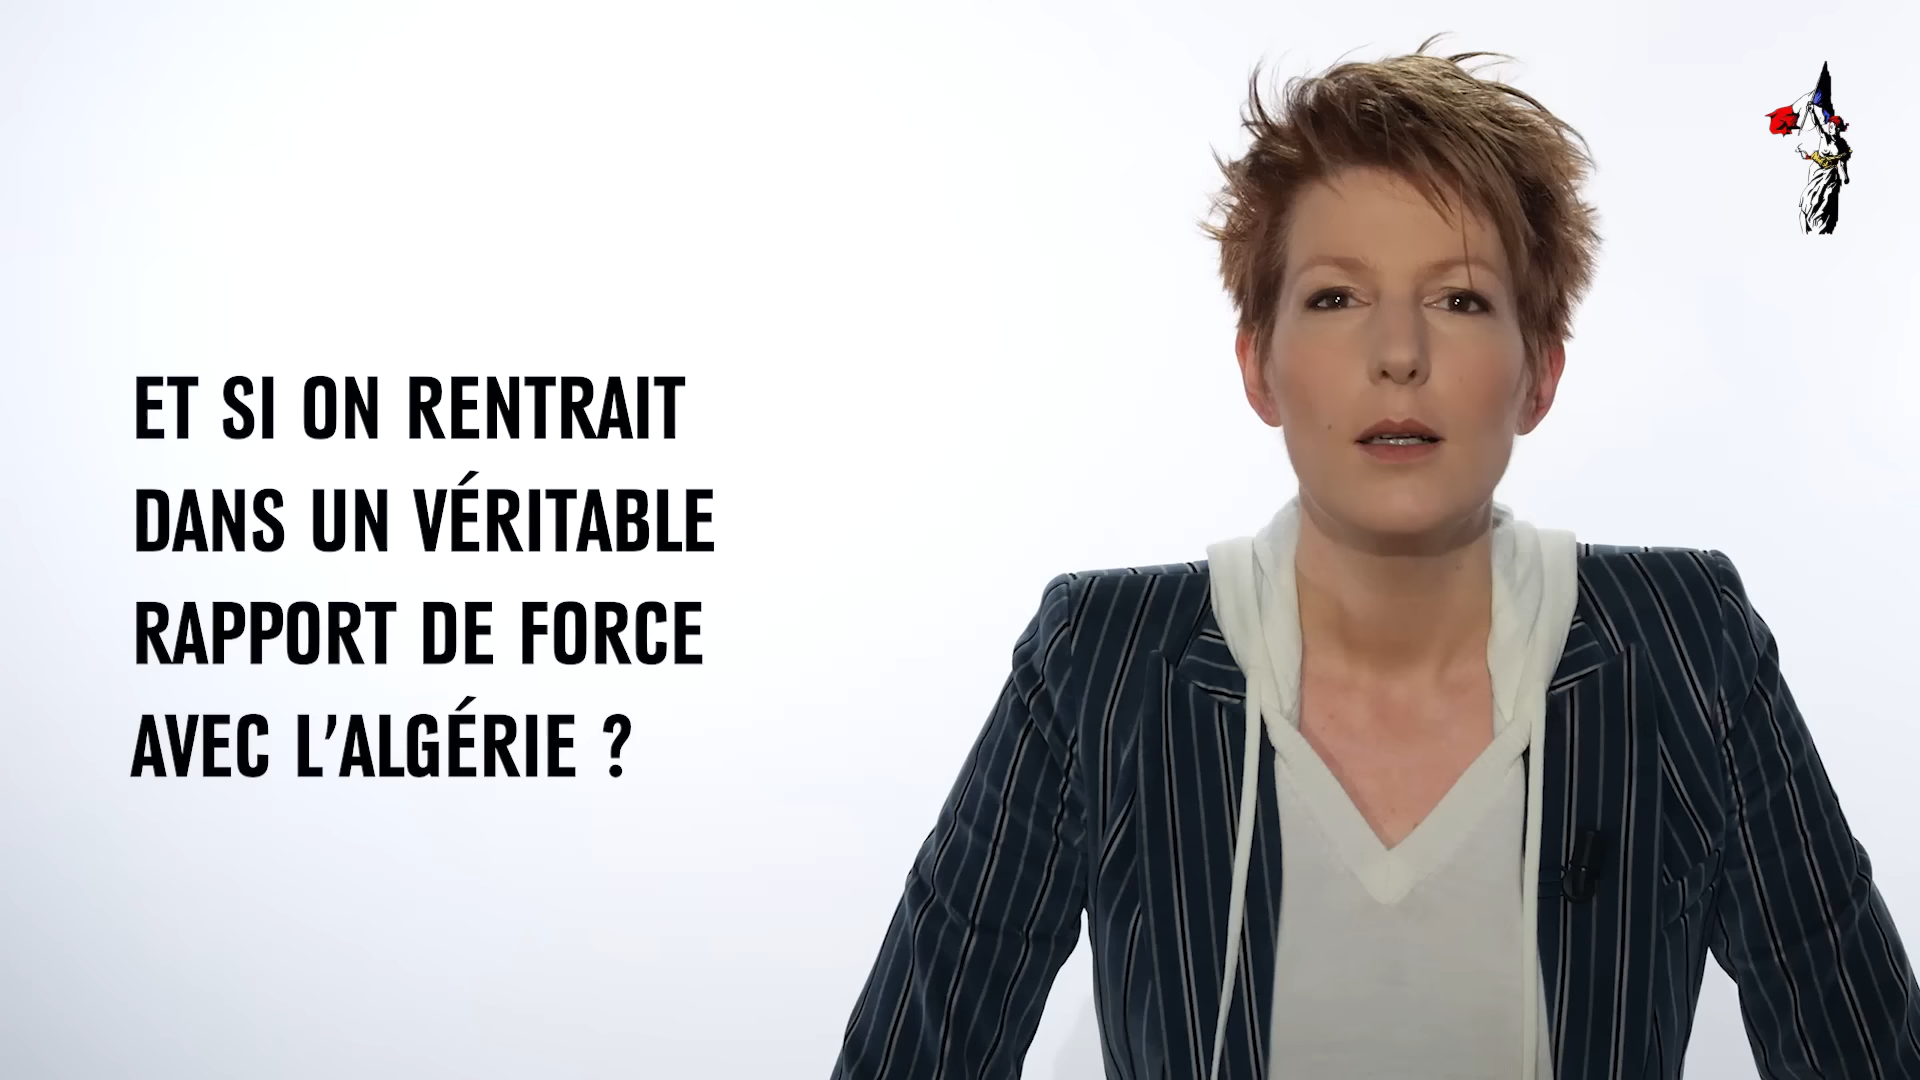 ET SI ON RENTRAIT
DANS UN VÉRITABLE
RAPPORT DE FORCE
AVEC L'ALGÉRIE ?